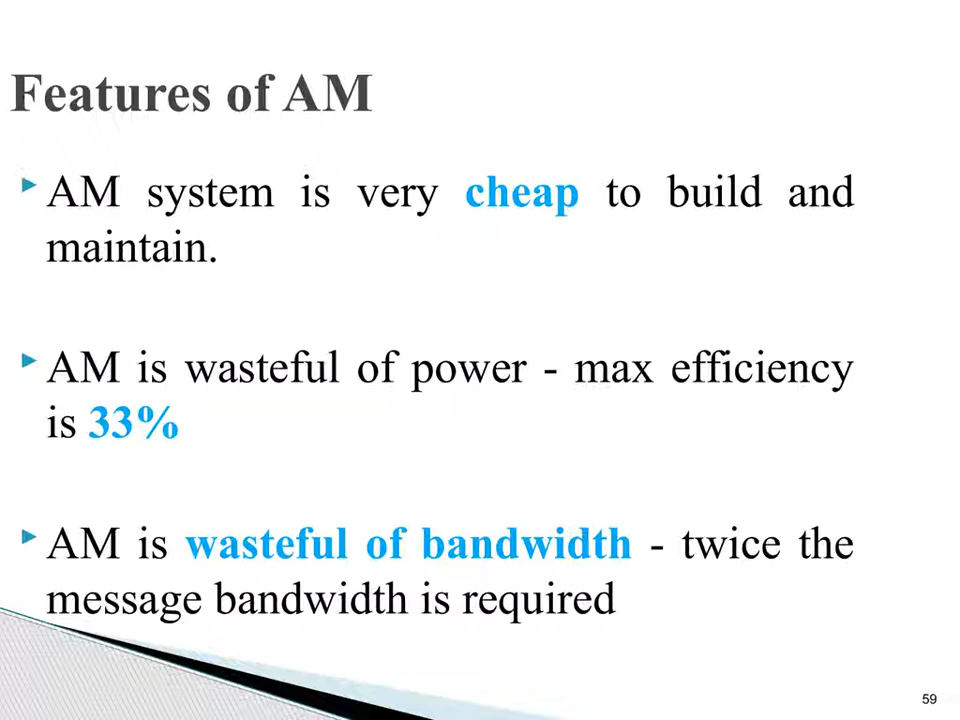 Features of AM
AM system is very cheap to build and
maintain.
AM is wasteful of power - max efficiency
is 33%
AM is wasteful of bandwidth - twice the
message bandwidth is required
59